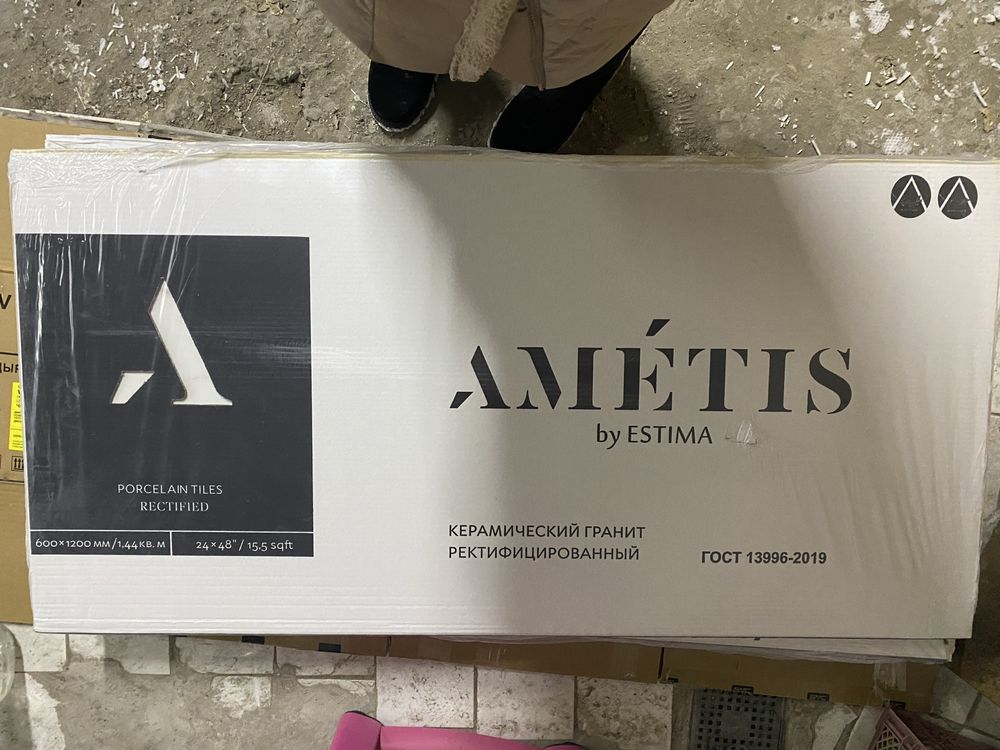 AMÉTIS
by ESTIMA
PORCELAIN TILES
RECTIFIED
600×1200 мм/1,44 кв. м
24×48" / 15.5 sqft
КЕРАМИЧЕСКИЙ ГРАНИТ
РЕКТИФИЦИРОВАННЫЙ
ГОСТ 13996-2019